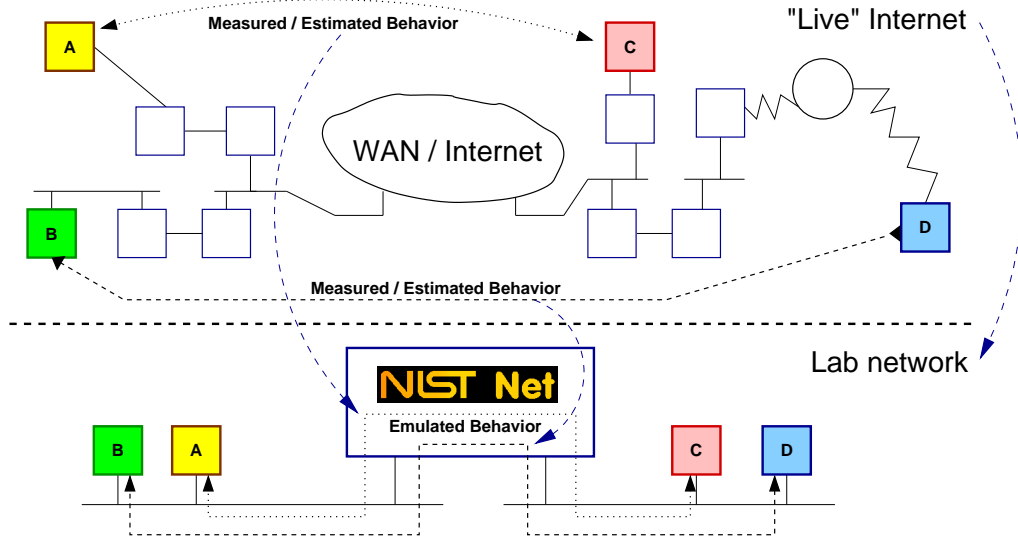 Measured / Estimated Behavior
"Live" Internet
A
C
WAN / Internet
B
D
Measured / Estimated Behavior
Lab network
NIST Net
Emulated Behavior
B
A
C
D